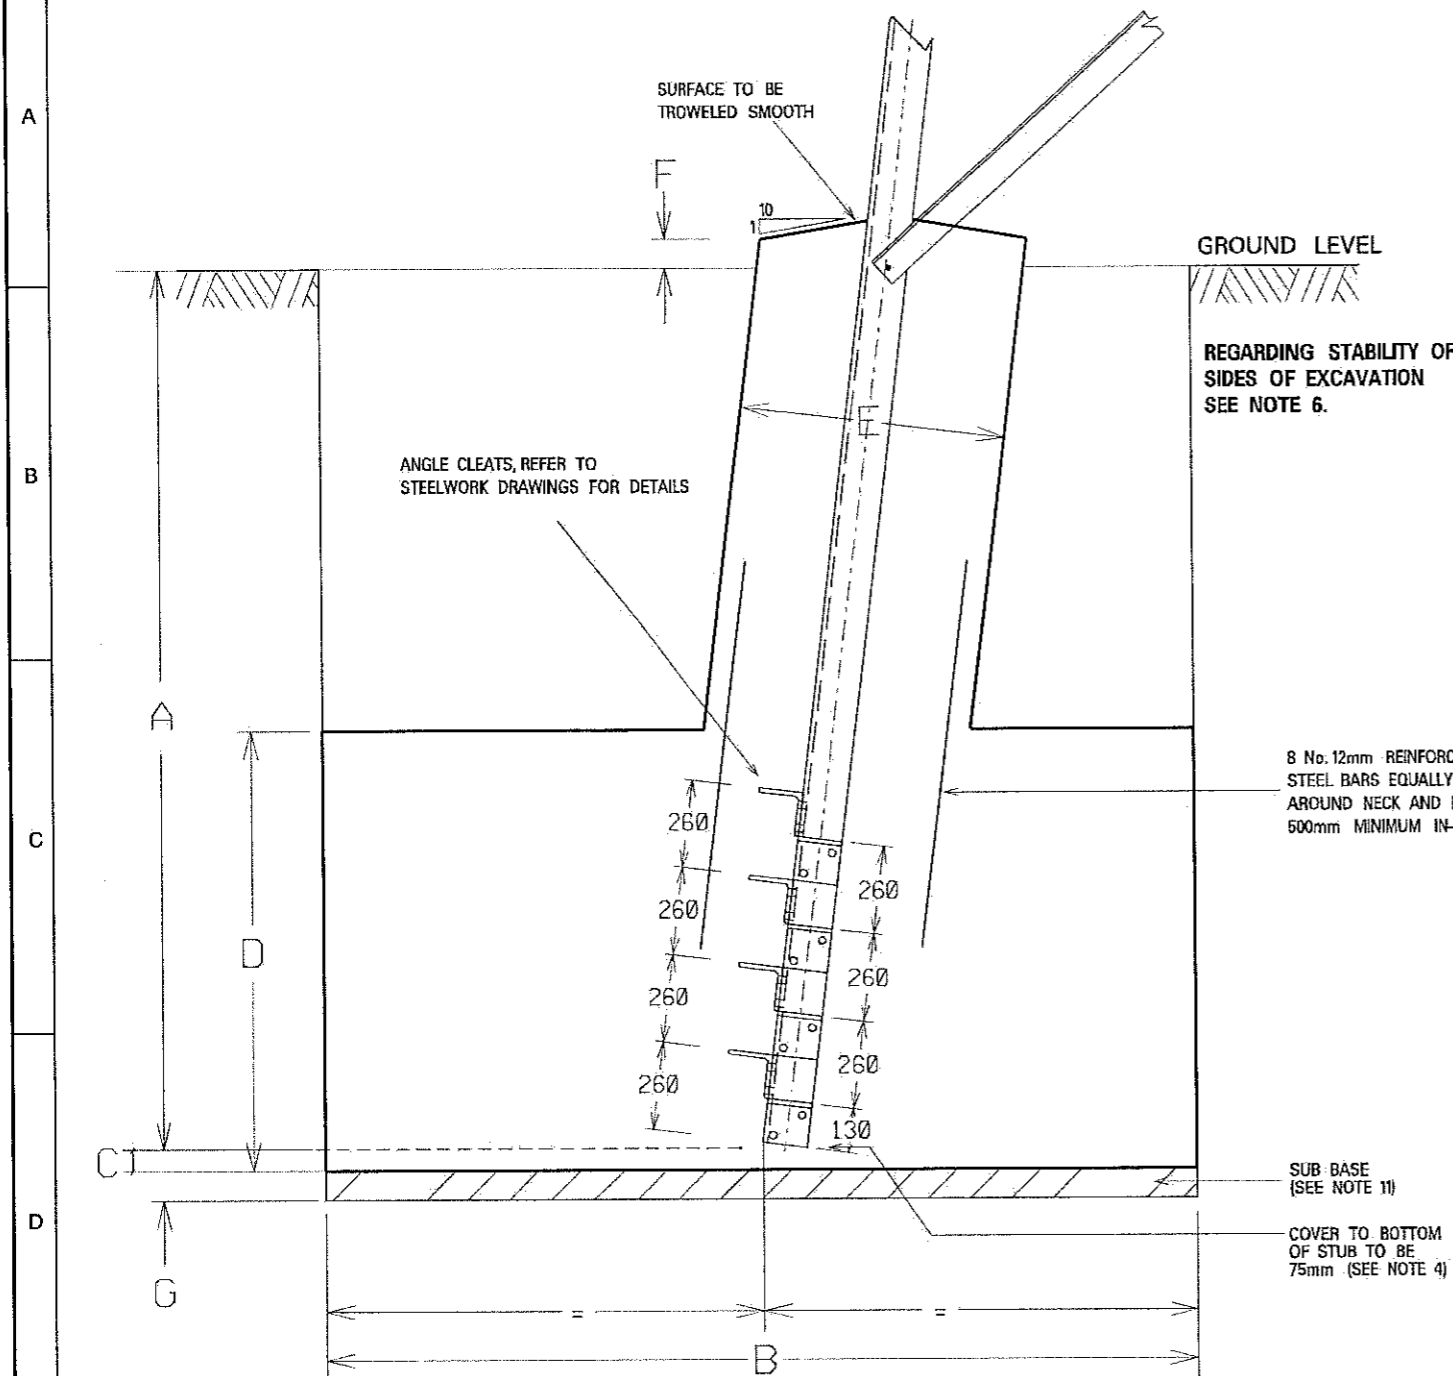 A
SURFACE TO BE
TROWELED SMOOTH
F
10
1
GROUND LEVEL
REGARDING STABILITY OF
SIDES OF EXCAVATION
SEE NOTE 6.
E
B
ANGLE CLEATS, REFER TO
STEELWORK DRAWINGS FOR DETAILS
A
8 No. 12mm REINFORC
STEEL BARS EQUALLY
AROUND NECK AND
500mm MINIMUM IN-
C
260
260
260
260
260
260
260
130
D
C1
SUB BASE
(SEE NOTE 11)
D
COVER TO BOTTOM
OF STUB TO BE
75mm (SEE NOTE 4)
G
=
=
B